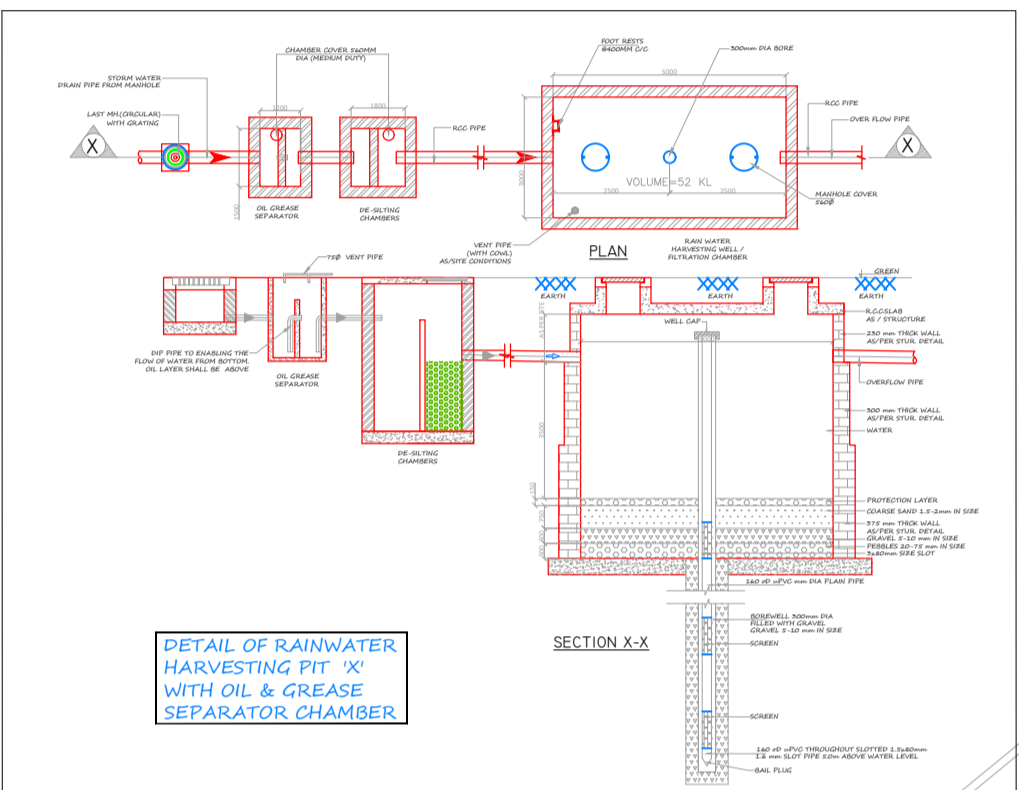 FOOT RESTS
@400MM C/C
300mm DIA BORE
CHAMBER COVER 560MM
DIA (MEDIUM DUTY)
STORM WATER
DRAIN PIPE FROM MANHOLE
5000
1200
1800
RCC PIPE
LAST MH.(CIRCULAR)
WITH GRATING
OVER FLOW PIPE
RCC PIPE
X
X
3000
VOLUME=52 KL
2500
2500
1500
MANHOLE COVER
560Ø
OIL GREASE
SEPARATOR
DE-SILTING
CHAMBERS
VENT PIPE
(WITH COWL)
AS/SITE CONDITIONS
PLAN
RAIN WATER
HARVESTING WELL /
FILTRATION CHAMBER
75Ø VENT PIPE
GREEN
EARTH
EARTH
EARTH
R.C.C.SLAB
AS / STRUCTURE
AS PER SITE
WELL CAP
230 mm THICK WALL
AS/PER STUR. DETAIL
DIP PIPE TO ENABLING THE
FLOW OF WATER FROM BOTTOM.
OIL LAYER SHALL BE ABOVE
OIL GREASE
SEPARATOR
OVERFLOW PIPE
300 mm THICK WALL
AS/PER STUR. DETAIL
WATER
3500
DE-SILTING
CHAMBERS
150
PROTECTION LAYER
COARSE SAND 1.5-2mm IN SIZE
750
375 mm THICK WALL
AS/PER STUR. DETAIL
GRAVEL 5-10 mm IN SIZE
600
PEBBLES 20-75 mm IN SIZE
600
3x80mm SIZE SLOT
160 OD uPVC mm DIA PLAIN PIPE
BOREWELL 300mm DIA
FILLED WITH GRAVEL
GRAVEL 5-10 mm IN SIZE
SECTION X-X
SCREEN
DETAIL OF RAINWATER
HARVESTING PIT 'X'
WITH OIL & GREASE
SEPARATOR CHAMBER
SCREEN
160 OD uPVC THROUGHOUT SLOTTED 1.5x80mm
1.6 mm SLOT PIPE 5.0m ABOVE WATER LEVEL
BAIL PLUG